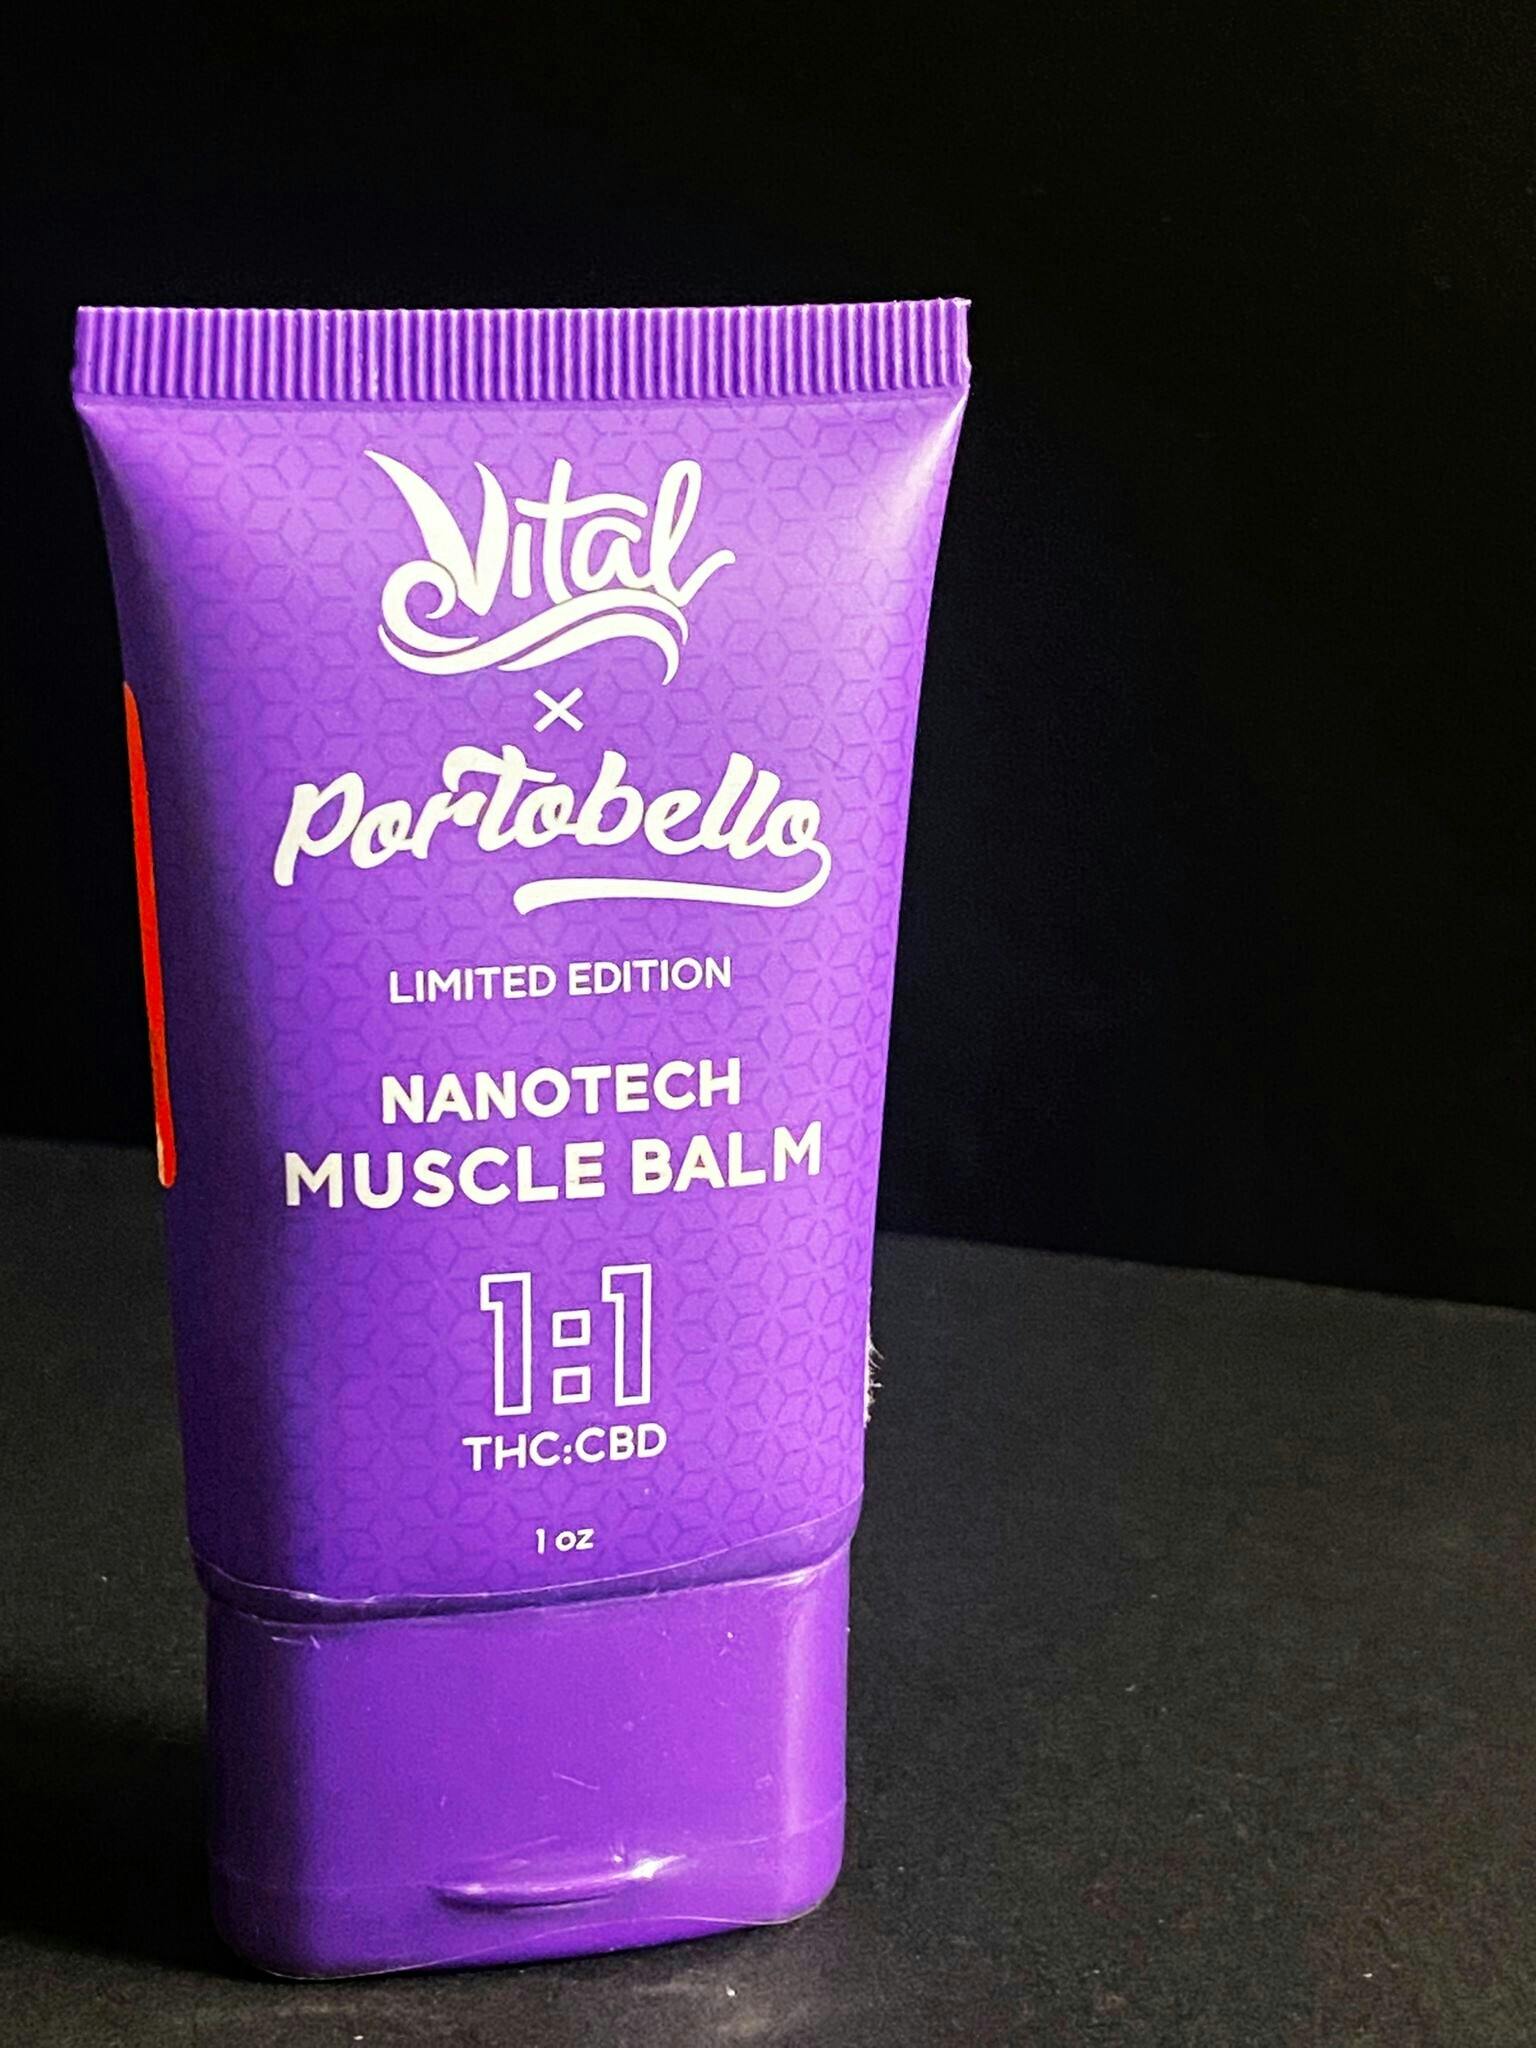 Vital
×
Portobello
LIMITED EDITION
NANOTECH
MUSCLE BALM
1:1
THC:CBD
1 oz